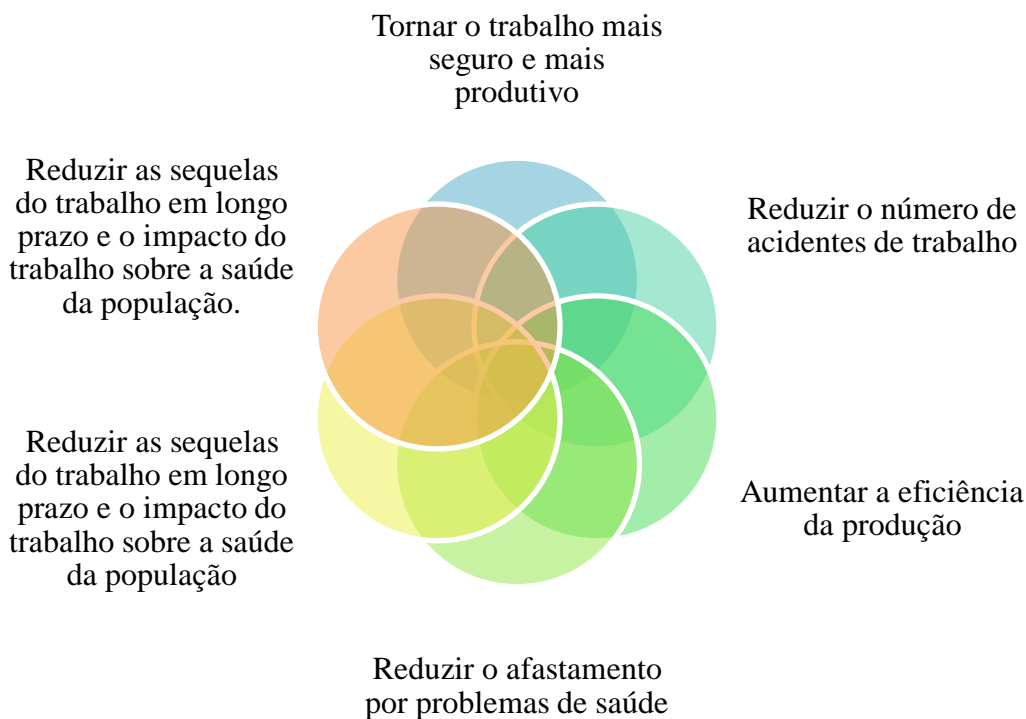 Tornar o trabalho mais
seguro e mais
produtivo
Reduzir o número de
acidentes de trabalho
Aumentar a eficiência
da produção
Reduzir o afastamento
por problemas de saúde
Reduzir as sequelas
do trabalho em longo
prazo e o impacto do
trabalho sobre a saúde
da população
Reduzir as sequelas
do trabalho em longo
prazo e o impacto do
trabalho sobre a saúde
da população.